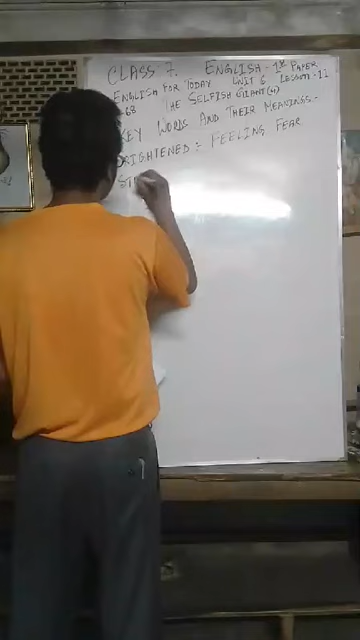 CLASS 7. ENGLISH - 1st PAPER
ENGLISH FOR TODAY UNIT 6 LESSON-11
68 THE SELFISH GIANT(4)
KEY WORDS AND THEIR MEANINGS:-
RIGHTENED = FEELING FEAR
ST